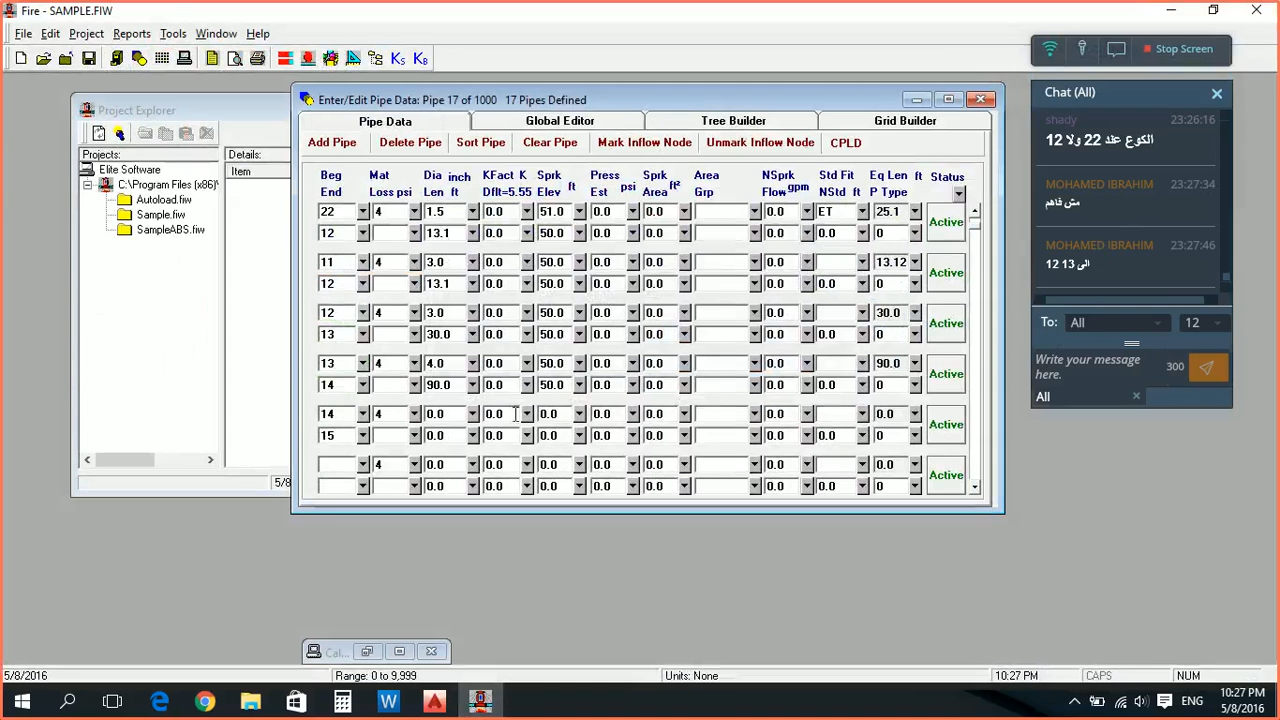 Fire - SAMPLE.FIW
File Edit Project Reports Tools Window Help
Stop Screen
Project Explorer
Projects:
Details:
Elite Software
Item
C:\Program Files (x86)\
Autoload.fiw
Sample.fiw
SampleABS.fiw
5/8
Enter/Edit Pipe Data: Pipe 17 of 1000 17 Pipes Defined
Pipe Data Global Editor Tree Builder Grid Builder
Add Pipe Delete Pipe Sort Pipe Clear Pipe Mark Inflow Node Unmark Inflow Node CPLD
Beg Mat Dia inch KFact K Sprk Press Sprk Area NSprk Std Fit Eq Len ft Status
End Loss psi Len ft Dflt=5.55 Elev ft Est psi Area ft² Grp Flow gpm NStd ft P Type
22 4 1.5 0.0 51.0 0.0 0.0 0.0 ET 25.1 Active
12 13.1 0.0 50.0 0.0 0.0 0.0 0.0 0
11 4 3.0 0.0 50.0 0.0 0.0 0.0 13.12 Active
12 13.1 0.0 50.0 0.0 0.0 0.0 0.0 0
12 4 3.0 0.0 50.0 0.0 0.0 0.0 30.0 Active
13 30.0 0.0 50.0 0.0 0.0 0.0 0.0 0
13 4 4.0 0.0 50.0 0.0 0.0 0.0 90.0 Active
14 90.0 0.0 50.0 0.0 0.0 0.0 0.0 0
14 4 0.0 0.0 0.0 0.0 0.0 0.0 0.0 Active
15 0.0 0.0 0.0 0.0 0.0 0.0 0.0 0
4 0.0 0.0 0.0 0.0 0.0 0.0 0.0 Active
0.0 0.0 0.0 0.0 0.0 0.0 0.0 0
Chat (All)
shady 23:26:16
الكوع عند 22 ولا 12
MOHAMED IBRAHIM 23:27:34
مش فاهم
MOHAMED IBRAHIM 23:27:46
12 13 الى
To: All 12
Write your message here. 300
All
Cal...
5/8/2016 Range: 0 to 9,999 Units: None 10:27 PM CAPS NUM
ENG
10:27 PM
5/8/2016